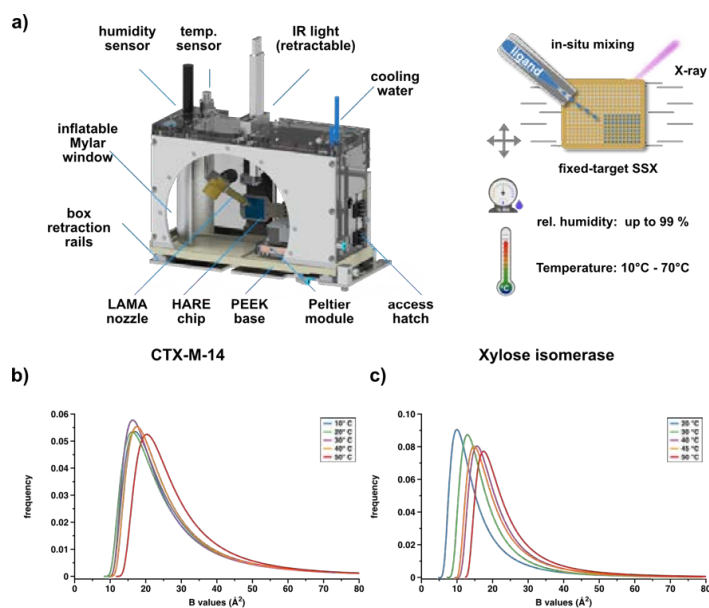 a)
humidity
sensor
temp.
sensor
IR light
(retractable)
cooling
water
inflatable
Mylar
window
box
retraction
rails
LAMA
nozzle
HARE
chip
PEEK
base
Peltier
module
access
hatch
in-situ mixing
ligand
X-ray
fixed-target SSX
rel. humidity: up to 99 %
°C
Temperature: 10°C - 70°C
CTX-M-14
b)
0.06
0.05
0.04
0.03
0.02
0.01
0
frequency
0 10 20 30 40 50 60 70 80
B values (Å²)
10° C
20° C
30° C
40° C
50° C
Xylose isomerase
c)
0.10
0.08
0.06
0.04
0.02
0.00
frequency
0 10 20 30 40 50 60 70 80
B values (Å²)
20 °C
30 °C
40 °C
45 °C
50 °C